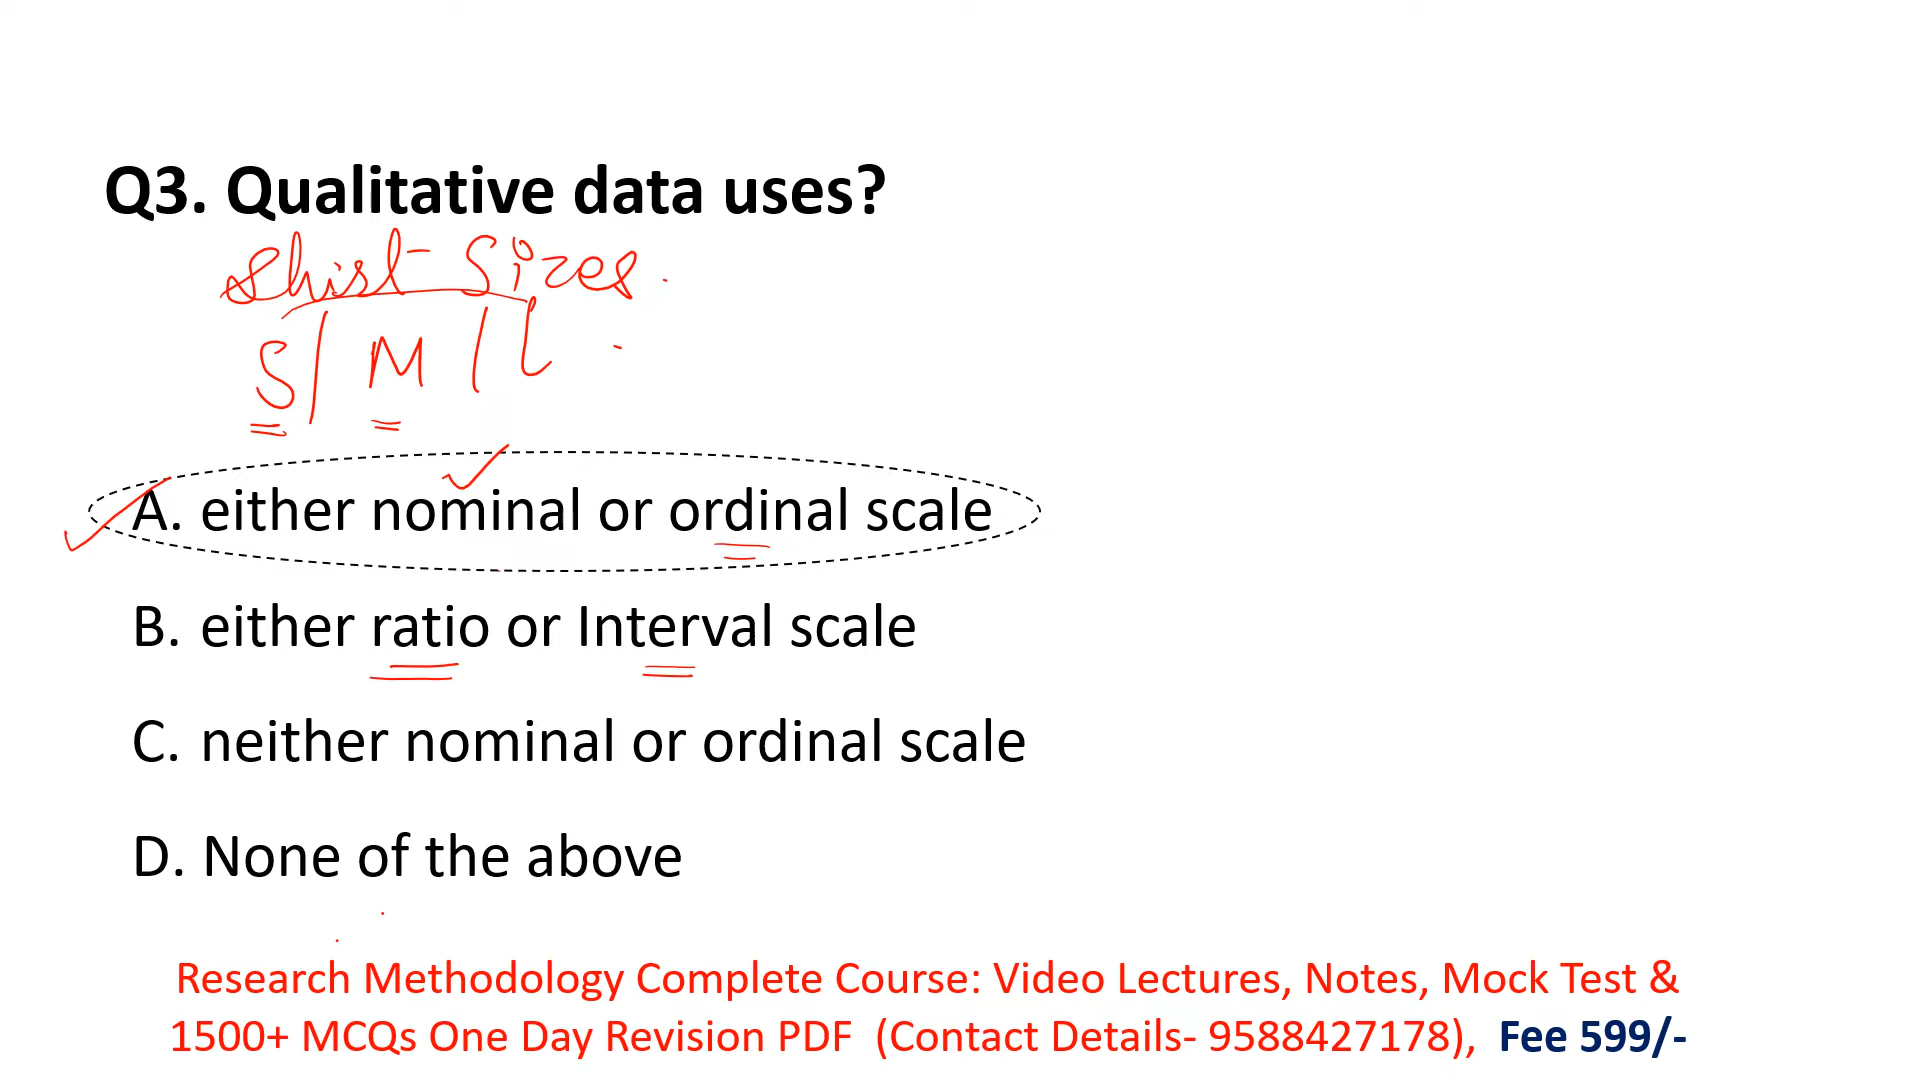 Q3. Qualitative data uses?
Shirt Sizes.
S/ M / L
A. either nominal or ordinal scale
B. either ratio or Interval scale
C. neither nominal or ordinal scale
D. None of the above
Research Methodology Complete Course: Video Lectures, Notes, Mock Test &
1500+ MCQs One Day Revision PDF (Contact Details- 9588427178), Fee 599/-